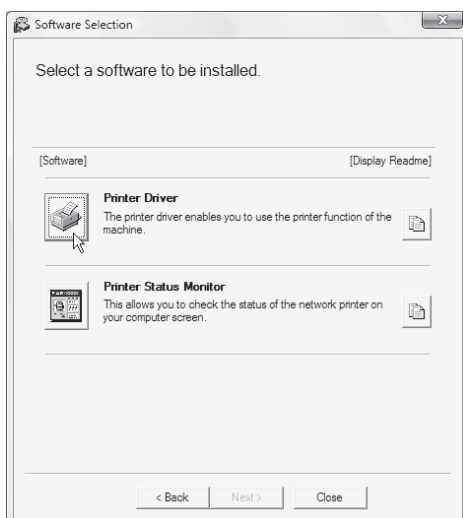 Software Selection
Select a software to be installed.
[Software] [Display Readme]
Printer Driver
The printer driver enables you to use the printer function of the
machine.
Printer Status Monitor
This allows you to check the status of the network printer on
your computer screen.
< Back Next > Close